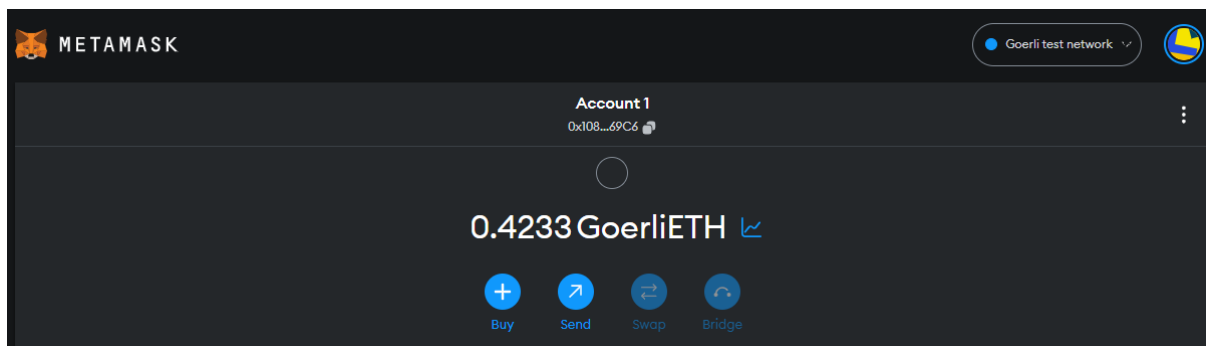 METAMASK
Goerli test network
Account 1
0x108...69C6
0.4233 GoerliETH
Buy Send Swap Bridge